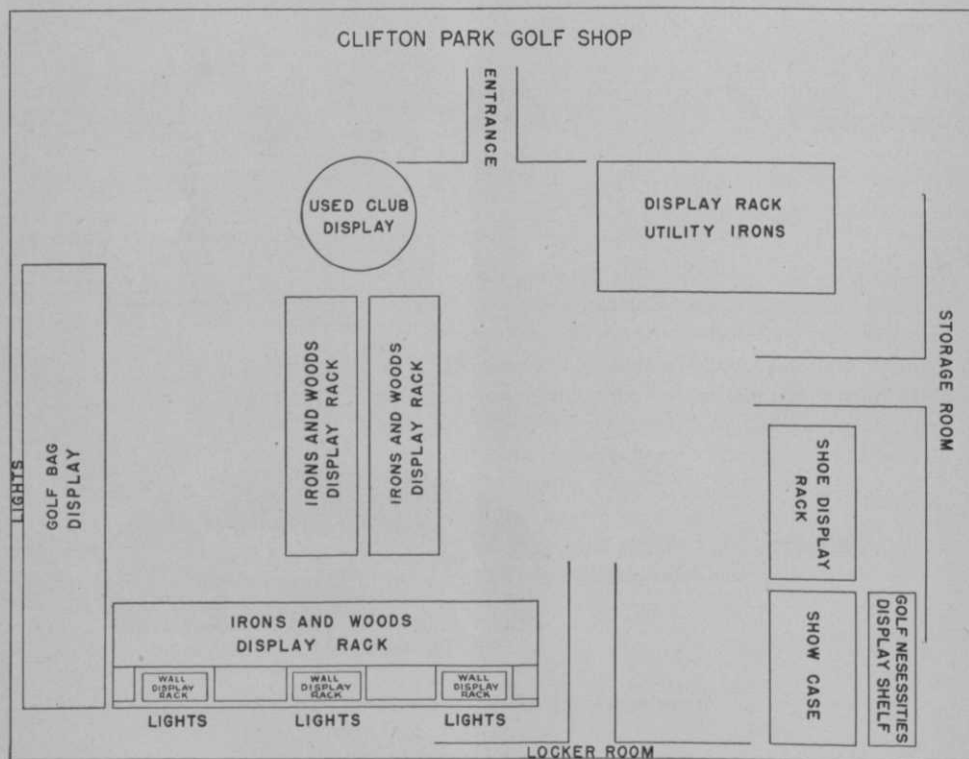 CLIFTON PARK GOLF SHOP
ENTRANCE
USED CLUB
DISPLAY
DISPLAY RACK
UTILITY IRONS
STORAGE ROOM
IRONS AND WOODS
DISPLAY RACK
IRONS AND WOODS
DISPLAY RACK
LIGHTS
GOLF BAG
DISPLAY
SHOE DISPLAY
RACK
IRONS AND WOODS
DISPLAY RACK
WALL
DISPLAY
RACK
WALL
DISPLAY
RACK
WALL
DISPLAY
RACK
SHOW CASE
GOLF NESESSITIES
DISPLAY SHELF
LIGHTS
LIGHTS
LIGHTS
LOCKER ROOM